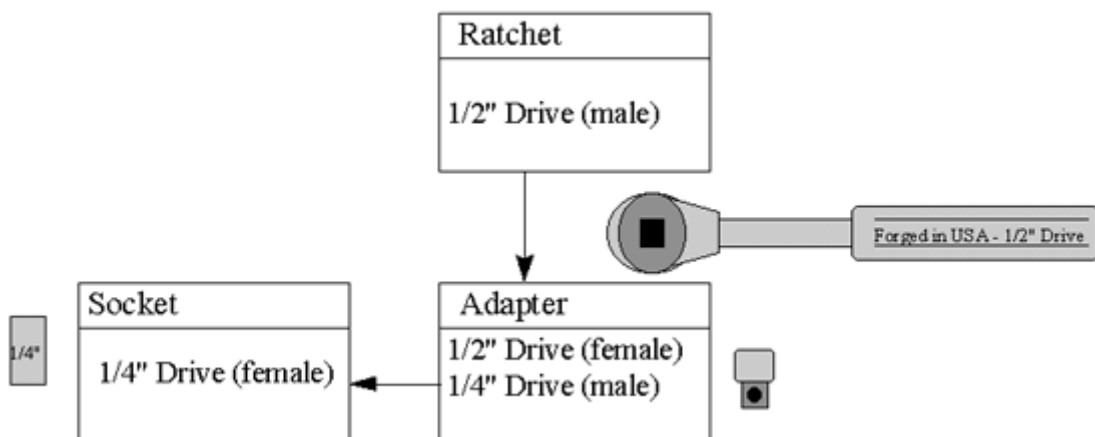 Ratchet
1/2" Drive (male)
Forged in USA - 1/2" Drive
Socket
1/4" Drive (female)
1/4"
Adapter
1/2" Drive (female)
1/4" Drive (male)